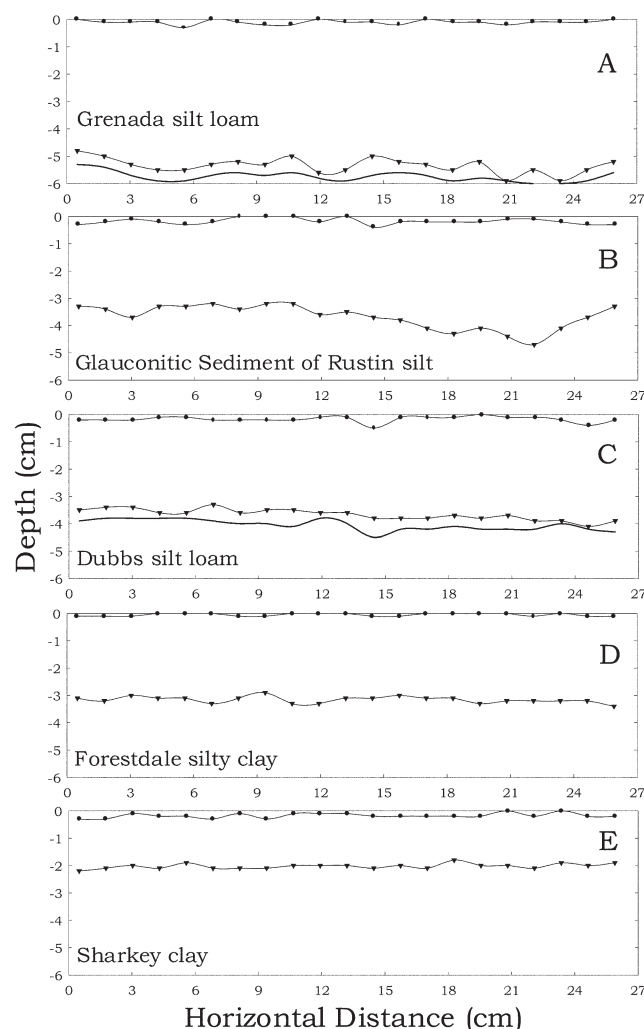 0
-1
-2
-3
-4
-5
-6
A
Grenada silt loam
0 3 6 9 12 15 18 21 24 27
0
-1
-2
-3
-4
-5
-6
B
Glauconitic Sediment of Rustin silt
0 3 6 9 12 15 18 21 24 27
Depth (cm)
0
-1
-2
-3
-4
-5
-6
C
Dubbs silt loam
0 3 6 9 12 15 18 21 24 27
0
-1
-2
-3
-4
-5
-6
D
Forestdale silty clay
0 3 6 9 12 15 18 21 24 27
0
-1
-2
-3
-4
-5
-6
E
Sharkey clay
0 3 6 9 12 15 18 21 24 27
Horizontal Distance (cm)